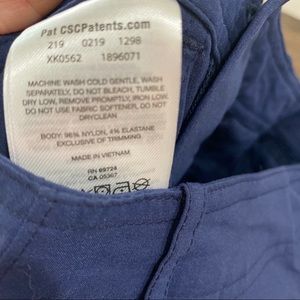 Pat CSCPatents.com
219 0219 1298
XK0562 1896071
MACHINE WASH COLD GENTLE, WASH
SEPARATELY, DO NOT BLEACH, TUMBLE
DRY LOW, REMOVE PROMPTLY, IRON LOW,
DO NOT USE FABRIC SOFTENER, DO NOT
DRYCLEAN
BODY: 96% NYLON, 4% ELASTANE
EXCLUSIVE OF TRIMMING
MADE IN VIETNAM
RN 69724
CA 05367